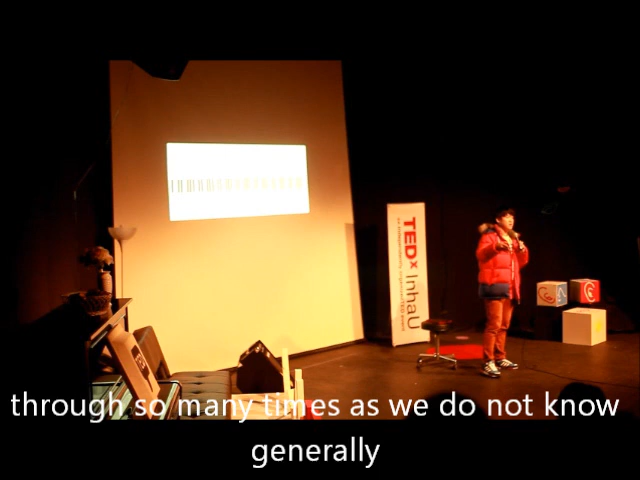 TEDx InhaU
through so many times as we do not know
generally